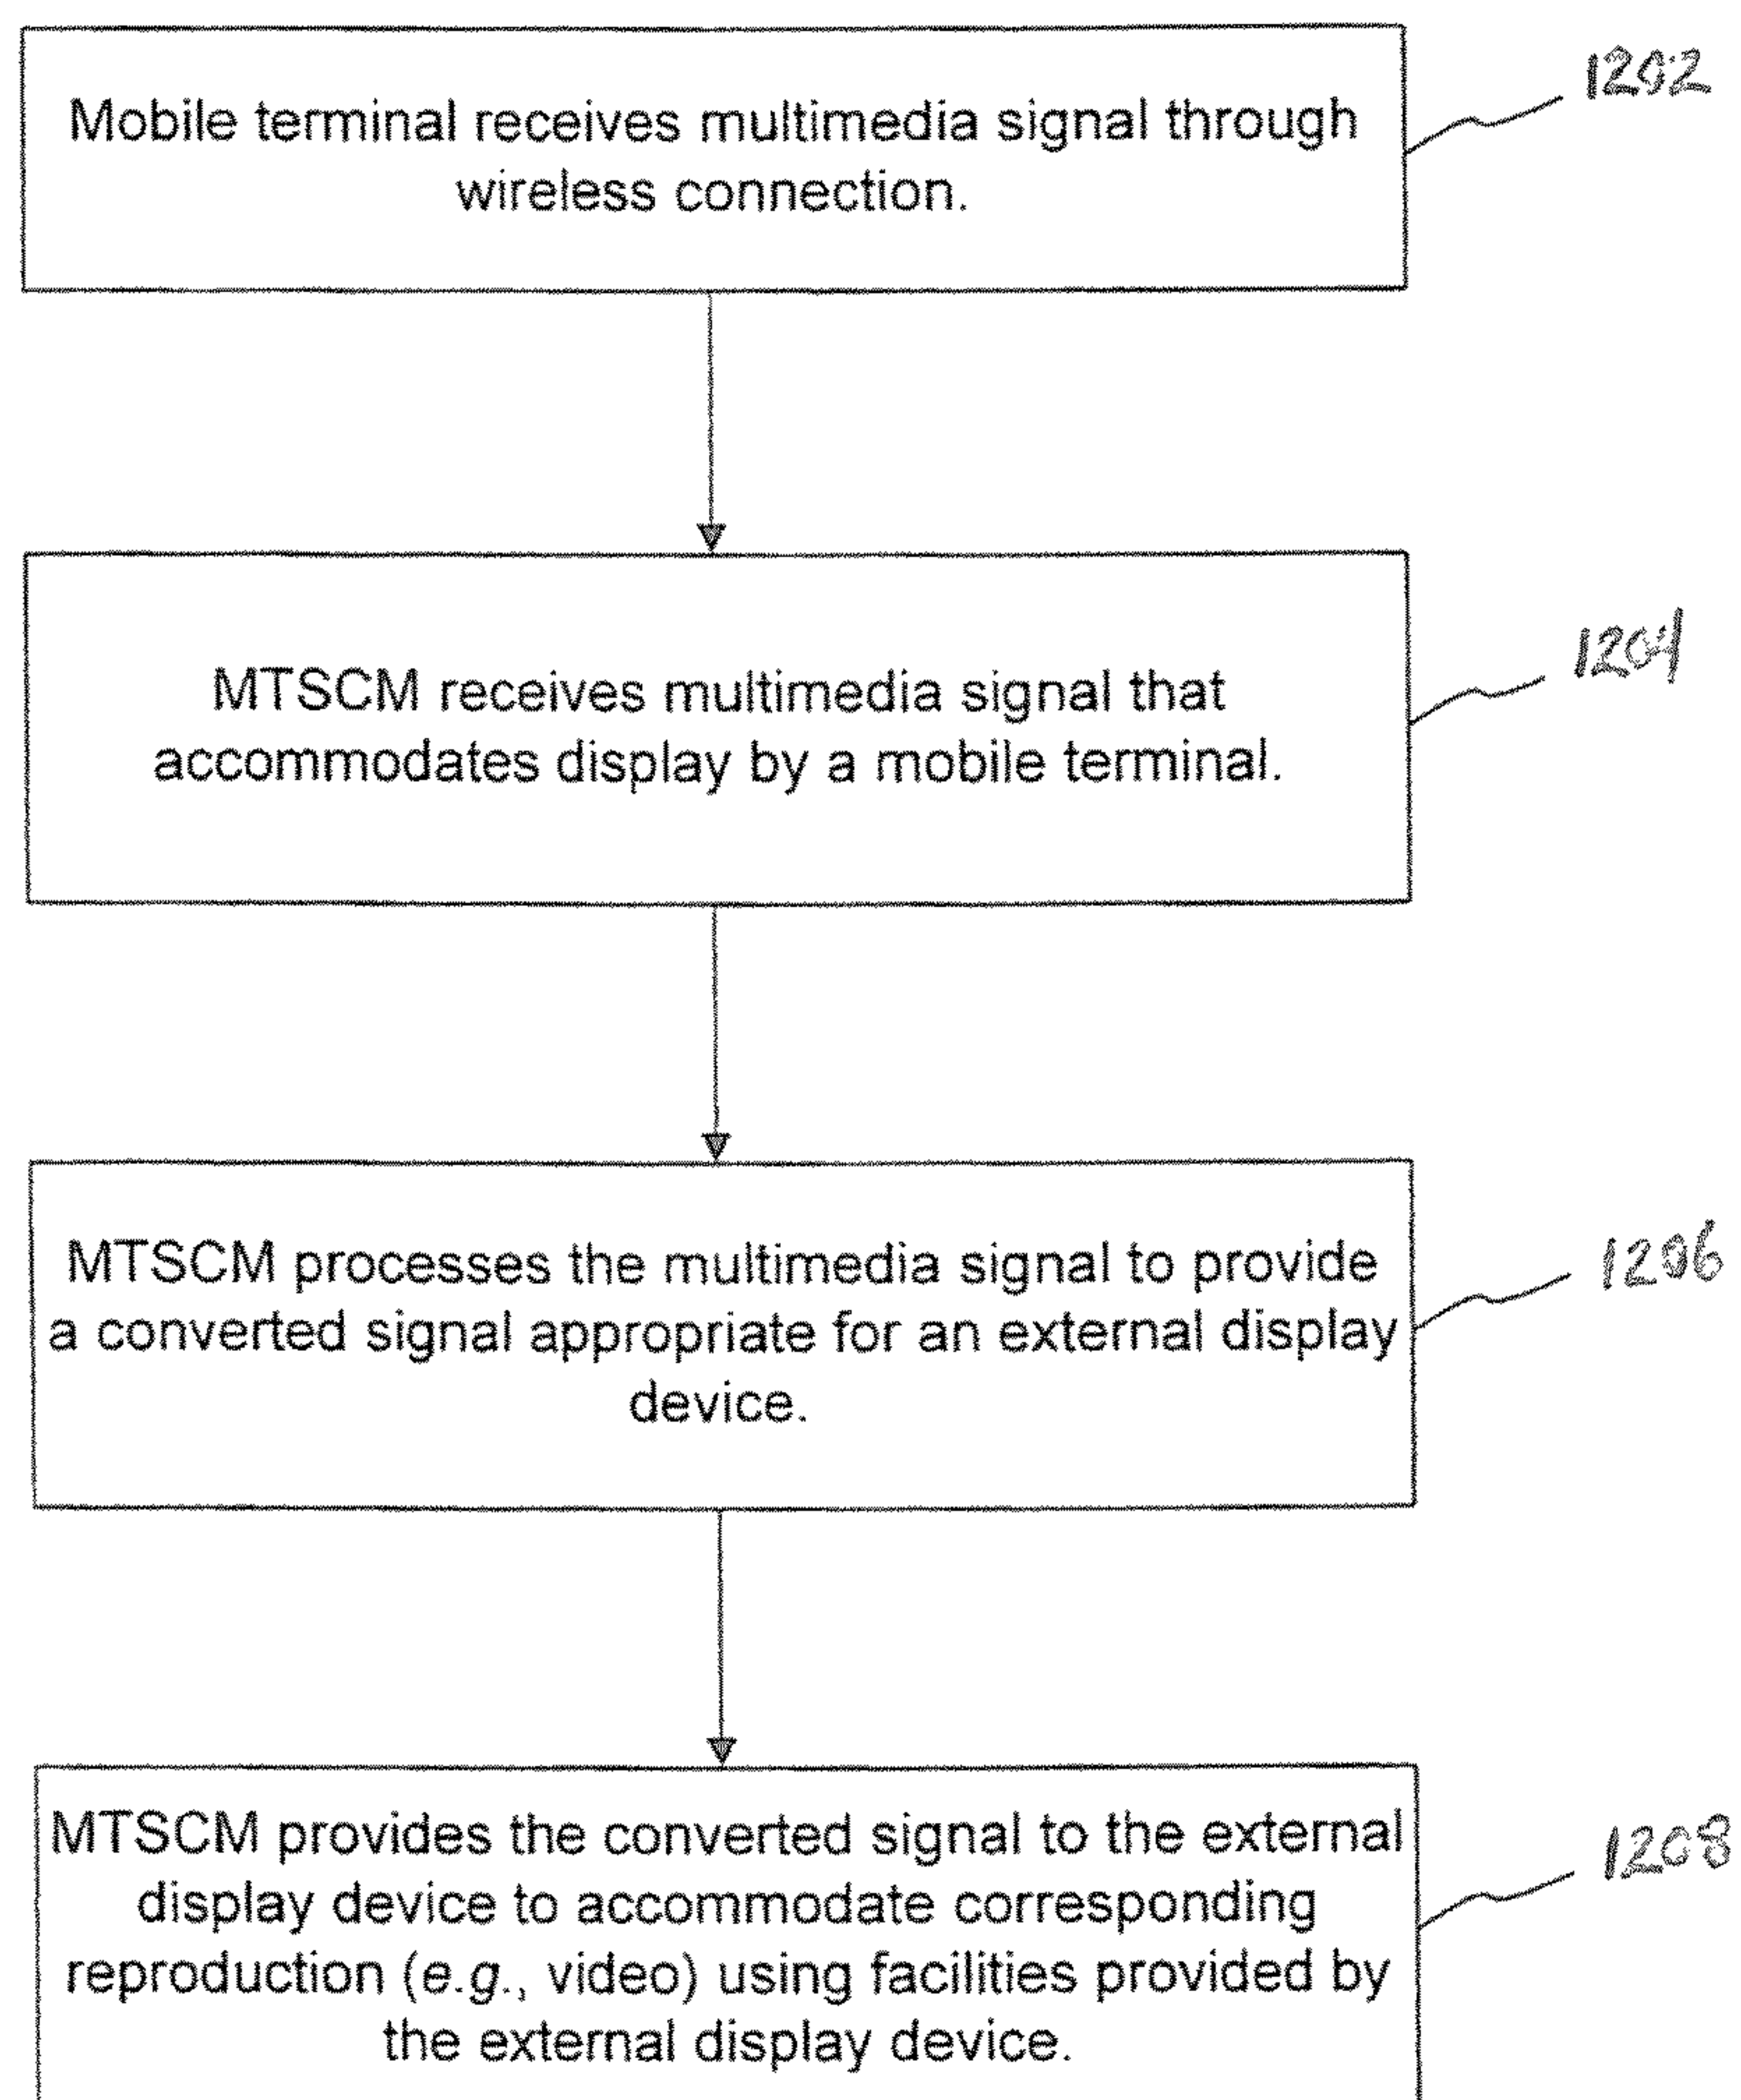 Mobile terminal receives multimedia signal through
wireless connection.
1202
MTSCM receives multimedia signal that
accommodates display by a mobile terminal.
1204
MTSCM processes the multimedia signal to provide
a converted signal appropriate for an external display
device.
1206
MTSCM provides the converted signal to the external
display device to accommodate corresponding
reproduction (e.g., video) using facilities provided by
the external display device.
1208